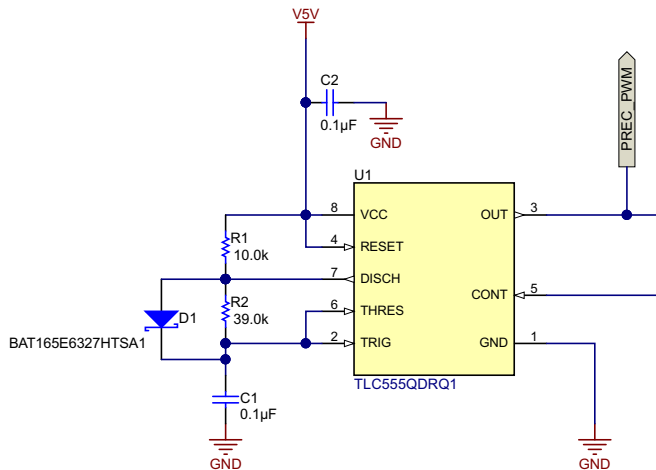 V5V
C2
0.1µF
GND
PREC_PWM
U1
8 VCC OUT 3
4 RESET
R1
10.0k
7 DISCH
R2
39.0k
6 THRES CONT 5
D1
BAT165E6327HTSA1
2 TRIG GND 1
TLC555QDRQ1
C1
0.1µF
GND
GND